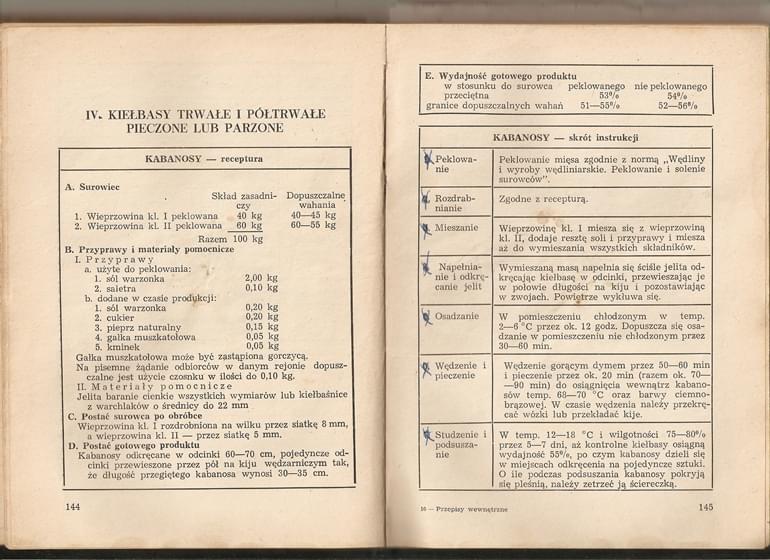 IV. KIEŁBASY TRWAŁE I PÓŁTRWAŁE
PIECZONE LUB PARZONE
KABANOSY — receptura
A. Surowiec
Skład zasadni- Dopuszczalne
czy wahania
1. Wieprzowina kl. I peklowana 40 kg 40—45 kg
2. Wieprzowina kl. II peklowana 60 kg 60—55 kg
Razem 100 kg
B. Przyprawy i materiały pomocnicze
I. Przyprawy
a. użyte do peklowania:
1. sól warzonka 2,00 kg
2. saletra 0,10 kg
b. dodane w czasie produkcji:
1. sól warzonka 0,20 kg
2. cukier 0,20 kg
3. pieprz naturalny 0,15 kg
4. gałka muszkatołowa 0,05 kg
5. kminek 0,05 kg
Gałka muszkatołowa może być zastąpiona gorczycą.
Na pisemne żądanie odbiorców w danym rejonie dopusz-
czalne jest użycie czosnku w ilości do 0,10 kg.
II. Materiały pomocnicze
Jelita baranie cienkie wszystkich wymiarów lub kiełbaśnice
z warchlaków o średnicy do 22 mm
C. Postać surowca po obróbce
Wieprzowina kl. I rozdrobniona na wilku przez siatkę 8 mm,
a wieprzowina kl. II — przez siatkę 5 mm.
D. Postać gotowego produktu
Kabanosy odkręcane w odcinki 60—70 cm, pojedyncze od-
cinki przewieszone przez pół na kiju wędzarniczym tak,
że długość przegiętego kabanosa wynosi 30—35 cm.
144
E. Wydajność gotowego produktu
w stosunku do surowca peklowanego nie peklowanego
przeciętna 53% 54%
granice dopuszczalnych wahań 51—55% 52—56%
KABANOSY — skrót instrukcji
Peklowa-
nie
Peklowanie mięsa zgodnie z normą „Wędliny
i wyroby wędliniarskie. Peklowanie i solenie
surowców”.
Rozdrab-
nianie
Zgodne z recepturą.
Mieszanie
Wieprzowinę kl. I miesza się z wieprzowiną
kl. II, dodaje resztę soli i przyprawy i miesza
aż do wymieszania wszystkich składników.
Napełnia-
nie i odkrę-
canie jelit
Wymieszaną masą napełnia się ściśle jelita od-
kręcając kiełbasę w odcinki, przewieszając je
w połowie długości na kiju i pozostawiając
w zwojach. Powietrze wykłuwa się.
Osadzanie
W pomieszczeniu chłodzonym w temp.
2—6 °C przez ok. 12 godz. Dopuszcza się osa-
dzanie w pomieszczeniu nie chłodzonym przez
30—60 min.
Wędzenie i
pieczenie
Wędzenie gorącym dymem przez 50—60 min
i pieczenie przez ok. 20 min (razem ok. 70—
—90 min) do osiągnięcia wewnątrz kabano-
sów temp. 68—70 °C oraz barwy ciemno-
brązowej. W czasie wędzenia należy przekrę-
cać wózki lub przekładać kije.
Studzenie i
podsusza-
nie
W temp. 12—18 °C i wilgotności 75—80%
przez 5—7 dni, aż kontrolne kiełbasy osiągną
wydajność 55%, po czym kabanosy dzieli się
w miejscach odkręcenia na pojedyncze sztuki.
O ile podczas podsuszania kabanosy pokryją
się pleśnią, należy zetrzeć ją ściereczką.
16 — Przepisy wewnętrzne
145